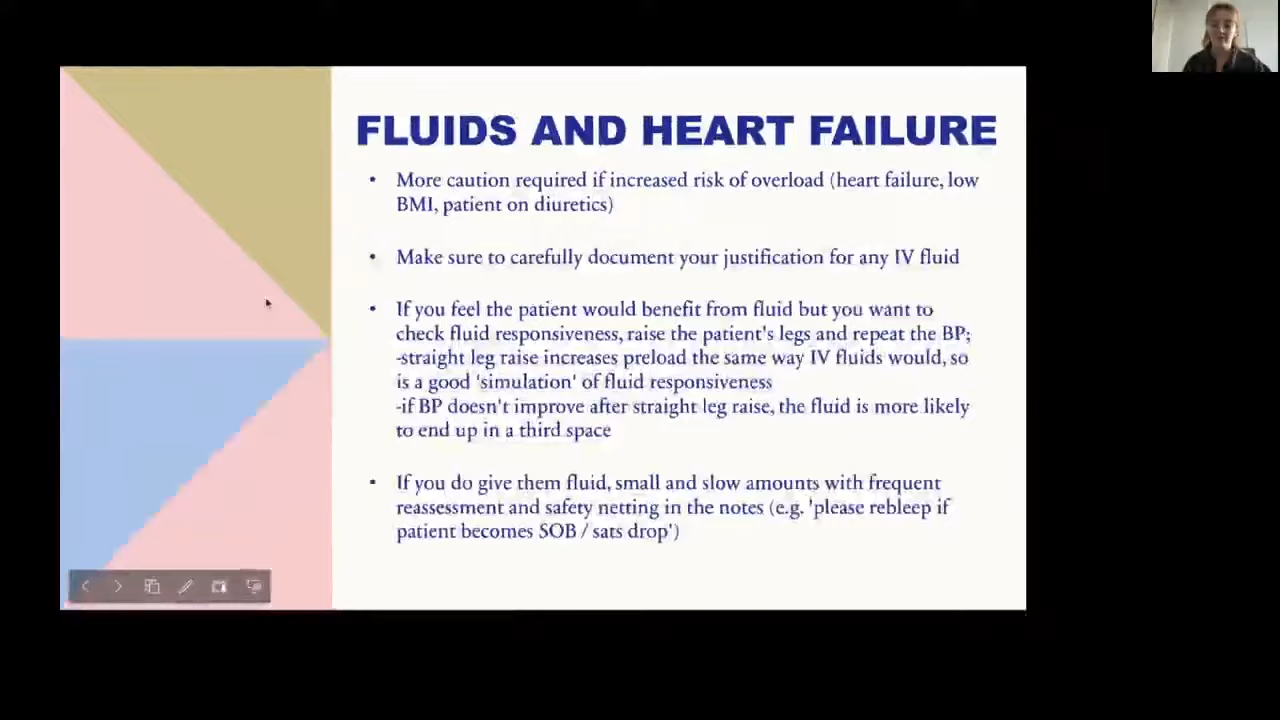 FLUIDS AND HEART FAILURE
• More caution required if increased risk of overload (heart failure, low
BMI, patient on diuretics)
• Make sure to carefully document your justification for any IV fluid
• If you feel the patient would benefit from fluid but you want to
check fluid responsiveness, raise the patient's legs and repeat the BP;
-straight leg raise increases preload the same way IV fluids would, so
is a good 'simulation' of fluid responsiveness
-if BP doesn't improve after straight leg raise, the fluid is more likely
to end up in a third space
• If you do give them fluid, small and slow amounts with frequent
reassessment and safety netting in the notes (e.g. 'please rebleep if
patient becomes SOB / sats drop')